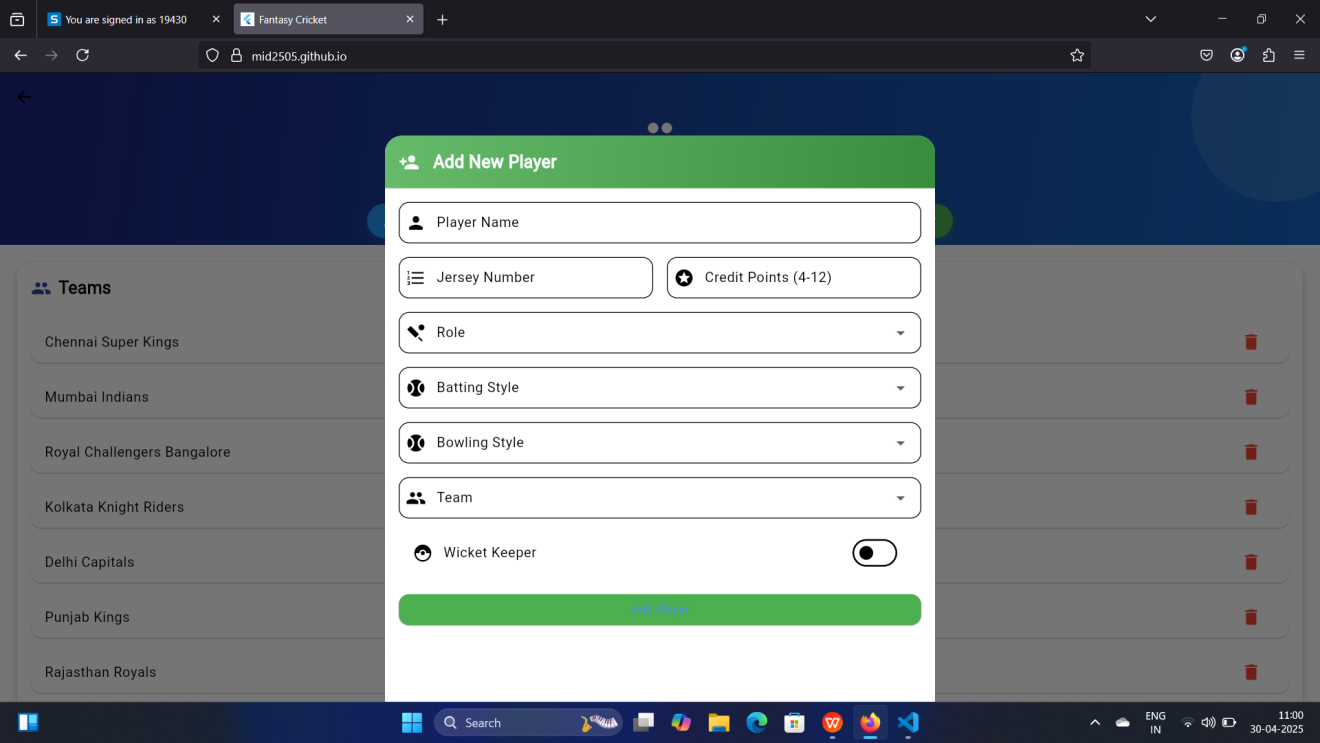 You are signed in as 19430
Fantasy Cricket
mid2505.github.io
Add New Player
Player Name
Jersey Number
Credit Points (4-12)
Role
Batting Style
Bowling Style
Team
Wicket Keeper
Add Player
Teams
Chennai Super Kings
Mumbai Indians
Royal Challengers Bangalore
Kolkata Knight Riders
Delhi Capitals
Punjab Kings
Rajasthan Royals
Search
ENG
IN
11:00
30-04-2025